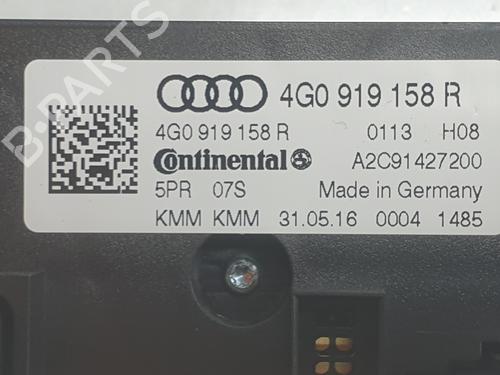 4G0 919 158 R
4G0 919 158 R 0113 H08
Continental A2C91427200
5PR 07S Made in Germany
KMM KMM 31.05.16 0004 1485
B-PARTS